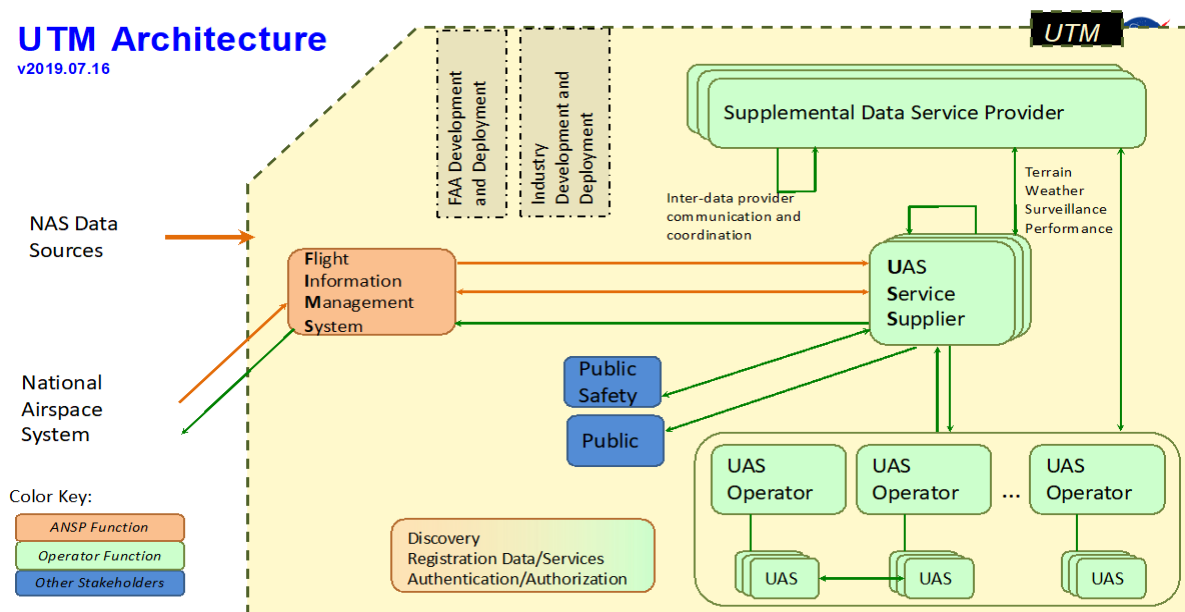 UTM Architecture
v2019.07.16
UTM
FAA Development
and Deployment
Industry
Development and
Deployment
Supplemental Data Service Provider
Inter-data provider
communication and
coordination
Terrain
Weather
Surveillance
Performance
NAS Data
Sources
Flight
Information
Management
System
UAS
Service
Supplier
National
Airspace
System
Public
Safety
Public
UAS
Operator
UAS
Operator
...
UAS
Operator
UAS
UAS
UAS
Color Key:
ANSP Function
Operator Function
Other Stakeholders
Discovery
Registration Data/Services
Authentication/Authorization